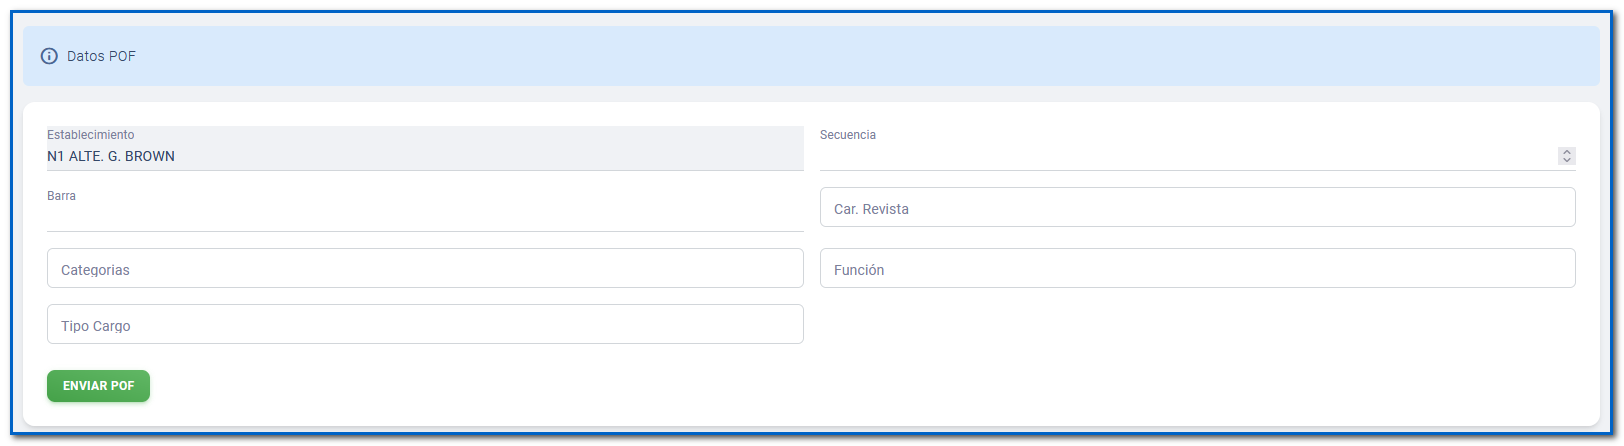 Datos POF
Establecimiento
N1 ALTE. G. BROWN
Secuencia
Barra
Car. Revista
Categorias
Función
Tipo Cargo
ENVIAR POF